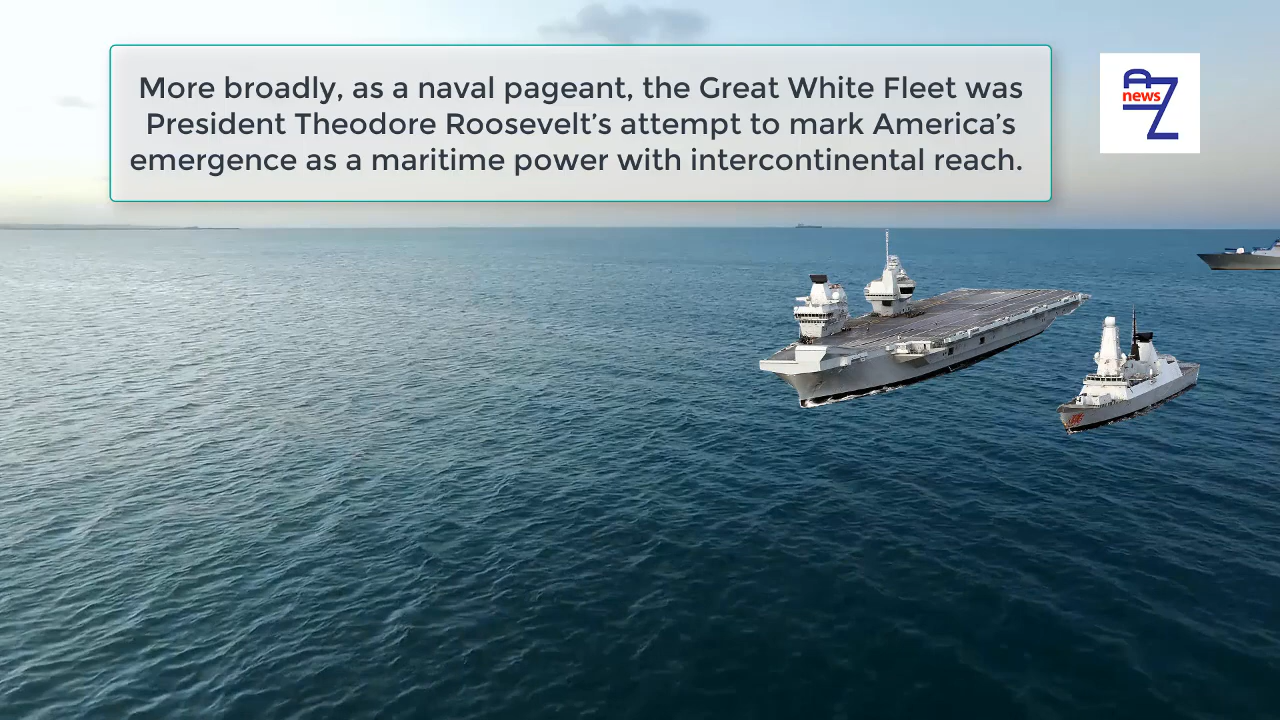 More broadly, as a naval pageant, the Great White Fleet was
President Theodore Roosevelt’s attempt to mark America’s
emergence as a maritime power with intercontinental reach.
AZ
news